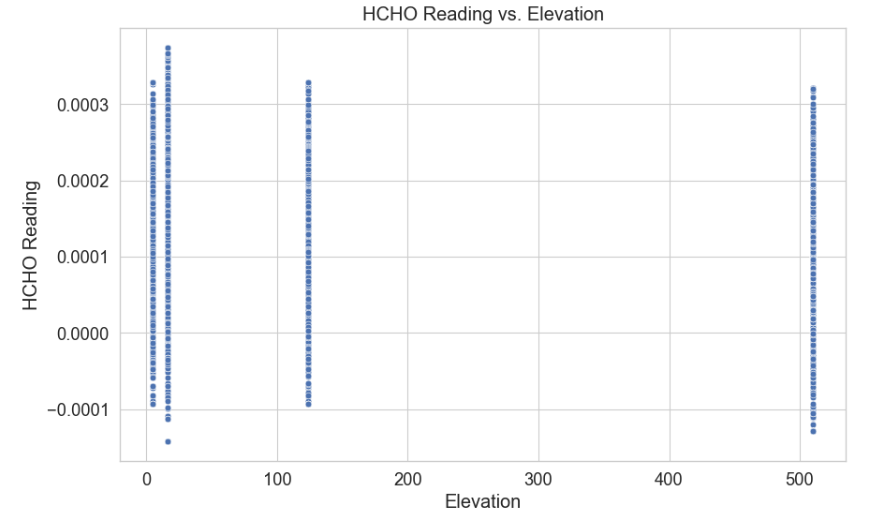 HCHO Reading vs. Elevation
HCHO Reading
0.0003
0.0002
0.0001
0.0000
−0.0001
0 100 200 300 400 500
Elevation